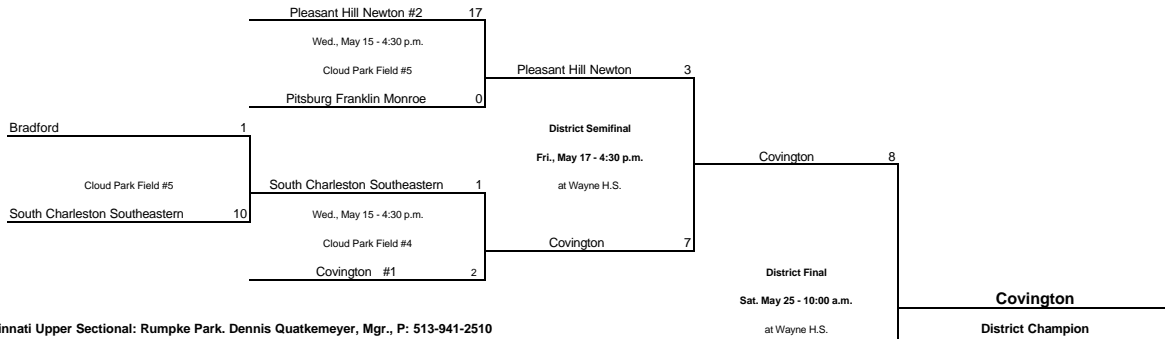 Pleasant Hill Newton #2 17
Wed., May 15 - 4:30 p.m.
Cloud Park Field #5
Pleasant Hill Newton 3
Pitsburg Franklin Monroe 0
Bradford 1
District Semifinal
Fri., May 17 - 4:30 p.m.
Covington 8
Cloud Park Field #5
South Charleston Southeastern 1
at Wayne H.S.
South Charleston Southeastern 10
Wed., May 15 - 4:30 p.m.
Cloud Park Field #4
Covington 7
Covington #1 2
District Final
Sat. May 25 - 10:00 a.m.
Covington
innati Upper Sectional: Rumpke Park. Dennis Quatkemeyer, Mgr., P: 513-941-2510
at Wayne H.S.
District Champion